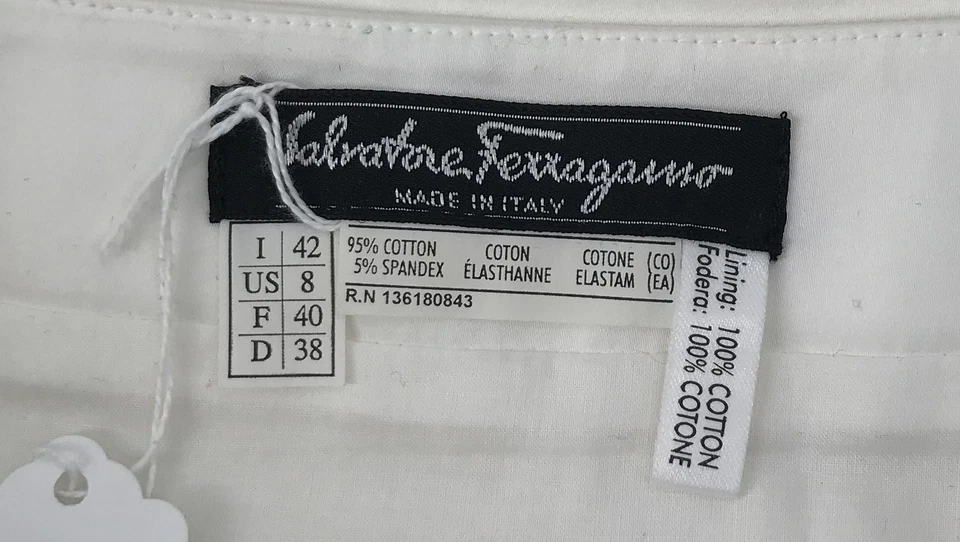 Salvatore Ferragamo
MADE IN ITALY
I 42
US 8
F 40
D 38
95% COTTON COTON COTONE (CO)
5% SPANDEX ÉLASTHANNE ELASTAM (EA)
R.N 136180843
Lining: 100% COTTON
Fodera: 100% COTONE